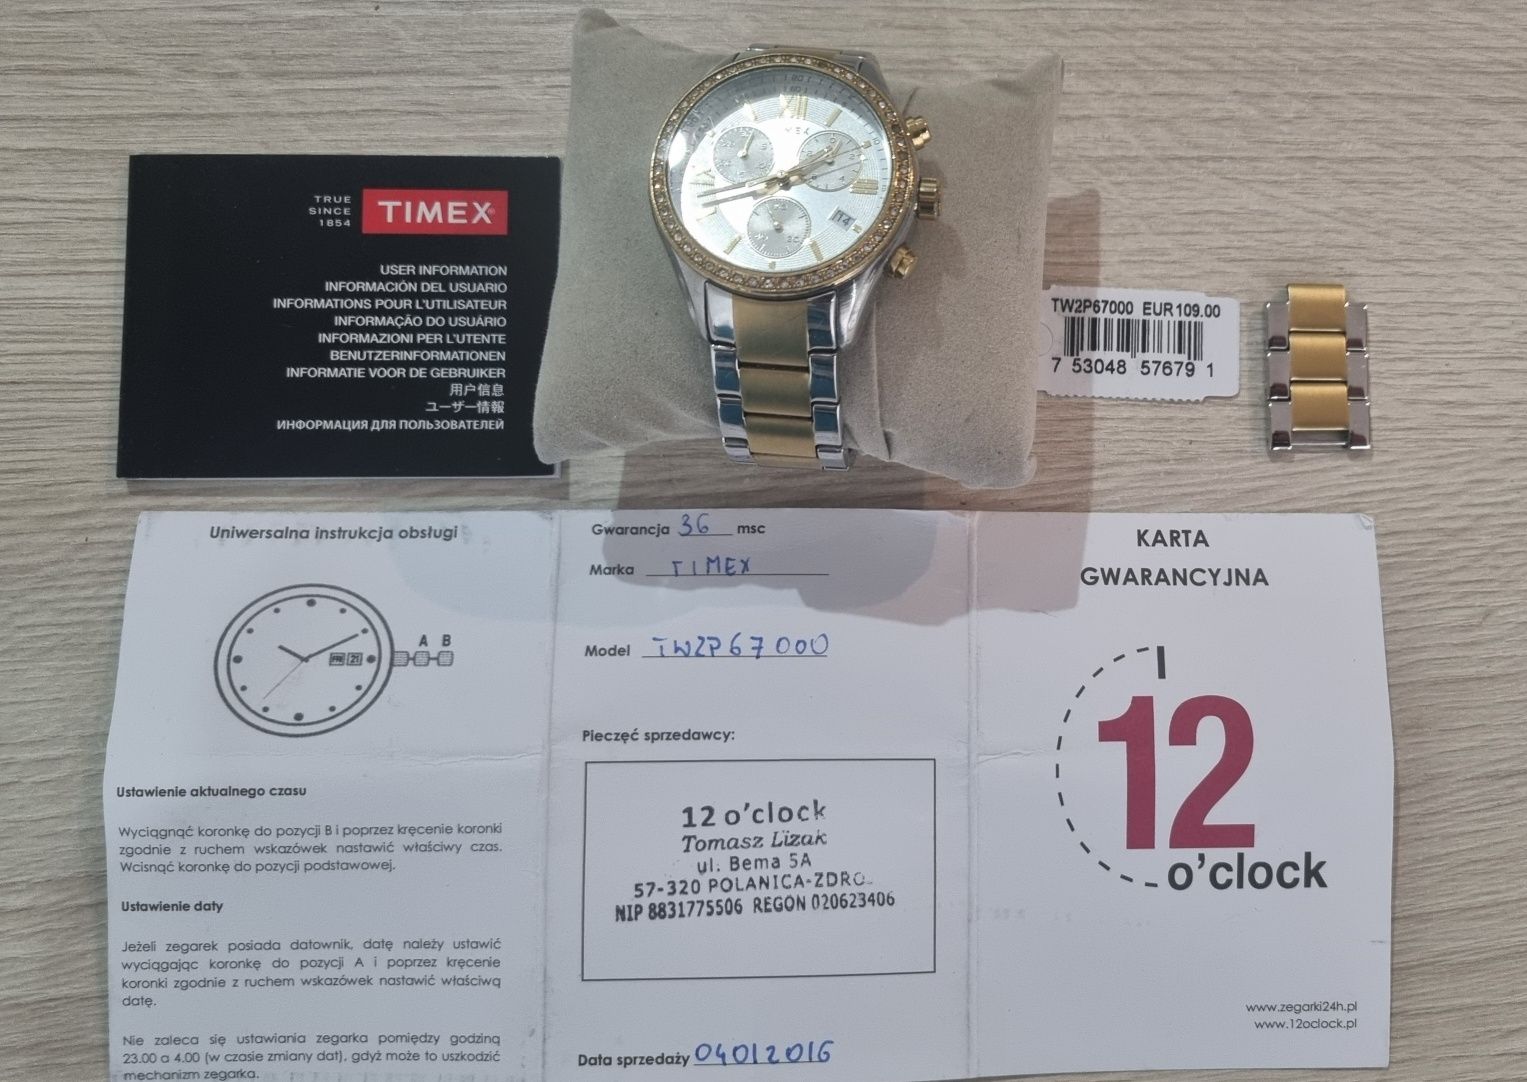 TRUE
SINCE
1854
TIMEX
USER INFORMATION
INFORMACIÓN DEL USUARIO
INFORMATIONS POUR L'UTILISATEUR
INFORMAÇÃO DO USUÁRIO
INFORMAZIONI PER L'UTENTE
BENUTZERINFORMATIONEN
INFORMATIE VOOR DE GEBRUIKER
用户信息
ユーザー情報
ИНФОРМАЦИЯ ДЛЯ ПОЛЬЗОВАТЕЛЕЙ
14
TW2P67000 EUR109.00
7 53048 57679 1
Uniwersalna instrukcja obsługi
A B
FRI 21
Ustawienie aktualnego czasu
Wyciągnąć koronkę do pozycji B i poprzez kręcenie koronki
zgodnie z ruchem wskazówek nastawić właściwy czas.
Wcisnąć koronkę do pozycji podstawowej.
Ustawienie daty
Jeżeli zegarek posiada datownik, datę należy ustawić
wyciągając koronkę do pozycji A i poprzez kręcenie
koronki zgodnie z ruchem wskazówek nastawić właściwą
datę.
Nie zaleca się ustawiania zegarka pomiędzy godziną
23.00 a 4.00 (w czasie zmiany dat), gdyż może to uszkodzić
mechanizm zegarka.
Gwarancja 36 msc
Marka TIMEX
Model TW2P67000
Pieczęć sprzedawcy:
12 o'clock
Tomasz Lizak
ul. Bema 5A
57-320 POLANICA-ZDRO
NIP 8831775506 REGON 020623406
Data sprzedaży 04012016
KARTA
GWARANCYJNA
12
o'clock
www.zegarki24h.pl
www.12oclock.pl